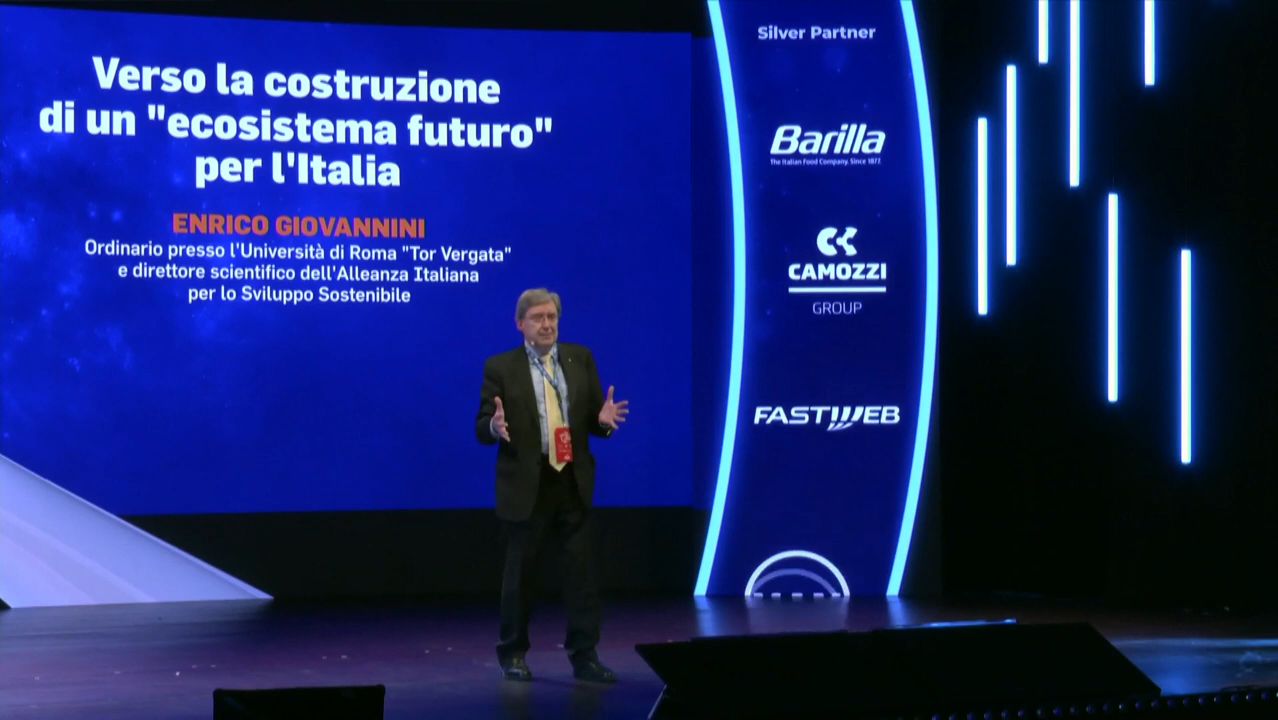 Verso la costruzione
di un "ecosistema futuro"
per l'Italia
ENRICO GIOVANNINI
Ordinario presso l'Università di Roma "Tor Vergata"
e direttore scientifico dell'Alleanza Italiana
per lo Sviluppo Sostenibile
Silver Partner
Barilla
The Italian Food Company. Since 1877.
CAMOZZI
GROUP
FASTWEB